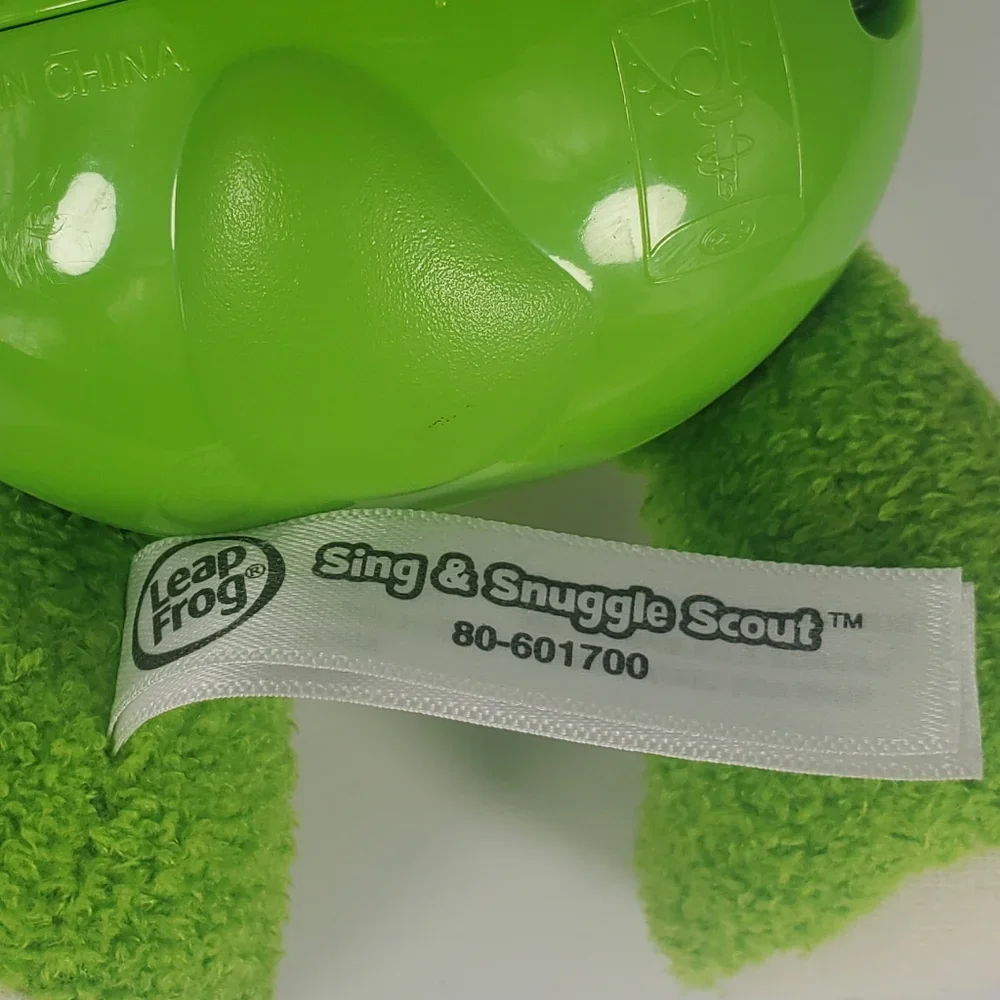 IN CHINA
Leap
Frog®
Sing & Snuggle Scout™
80-601700